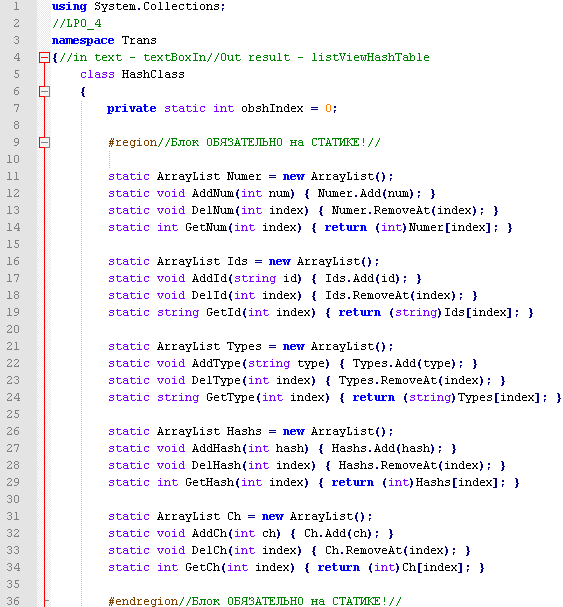 1 using System.Collections;
2 //LPO_4
3 namespace Trans
4 {//in text - textBoxIn//Out result - listViewHashTable
5 class HashClass
6 {
7 private static int obshIndex = 0;
8
9 #region//Блок ОБЯЗАТЕЛЬНО на СТАТИКЕ!//
10
11 static ArrayList Numer = new ArrayList();
12 static void AddNum(int num) { Numer.Add(num); }
13 static void DelNum(int index) { Numer.RemoveAt(index); }
14 static int GetNum(int index) { return (int)Numer[index]; }
15
16 static ArrayList Ids = new ArrayList();
17 static void AddId(string id) { Ids.Add(id); }
18 static void DelId(int index) { Ids.RemoveAt(index); }
19 static string GetId(int index) { return (string)Ids[index]; }
20
21 static ArrayList Types = new ArrayList();
22 static void AddType(string type) { Types.Add(type); }
23 static void DelType(int index) { Types.RemoveAt(index); }
24 static string GetType(int index) { return (string)Types[index]; }
25
26 static ArrayList Hashs = new ArrayList();
27 static void AddHash(int hash) { Hashs.Add(hash); }
28 static void DelHash(int index) { Hashs.RemoveAt(index); }
29 static int GetHash(int index) { return (int)Hashs[index]; }
30
31 static ArrayList Ch = new ArrayList();
32 static void AddCh(int ch) { Ch.Add(ch); }
33 static void DelCh(int index) { Ch.RemoveAt(index); }
34 static int GetCh(int index) { return (int)Ch[index]; }
35
36 #endregion//Блок ОБЯЗАТЕЛЬНО на СТАТИКЕ!//